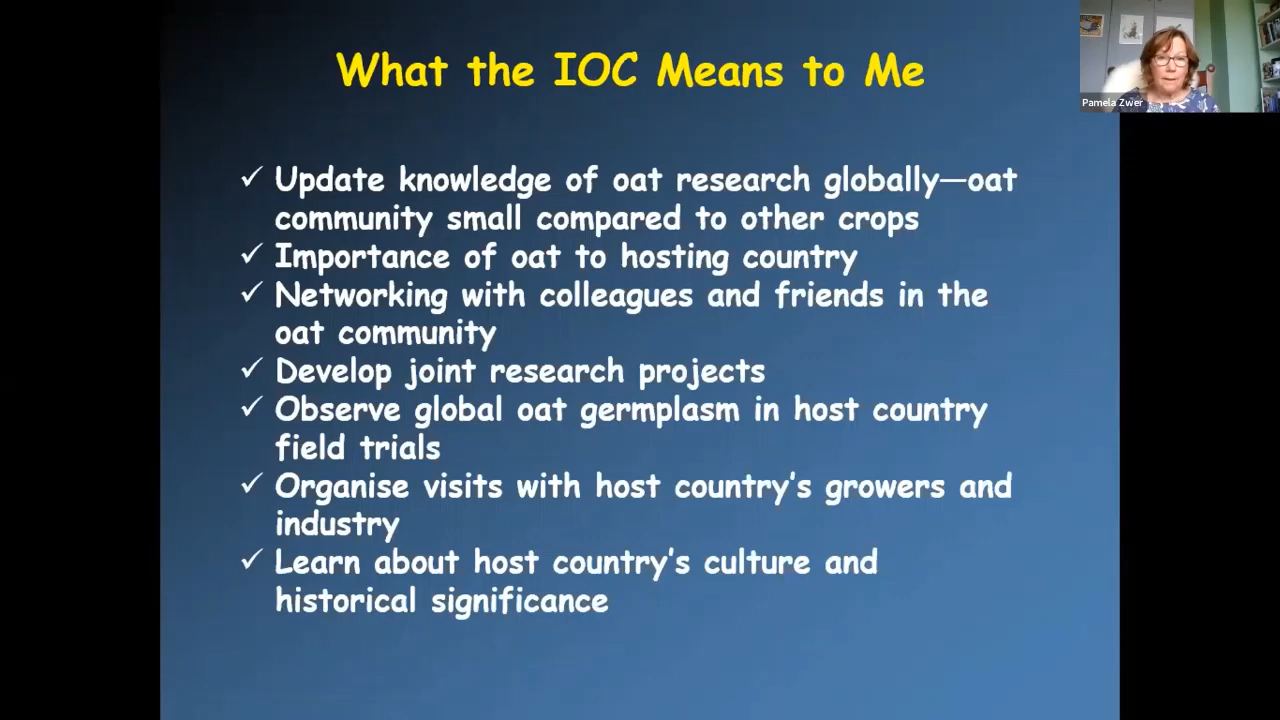 What the IOC Means to Me
Pamela Zwer
✓ Update knowledge of oat research globally—oat
community small compared to other crops
✓ Importance of oat to hosting country
✓ Networking with colleagues and friends in the
oat community
✓ Develop joint research projects
✓ Observe global oat germplasm in host country
field trials
✓ Organise visits with host country's growers and
industry
✓ Learn about host country's culture and
historical significance